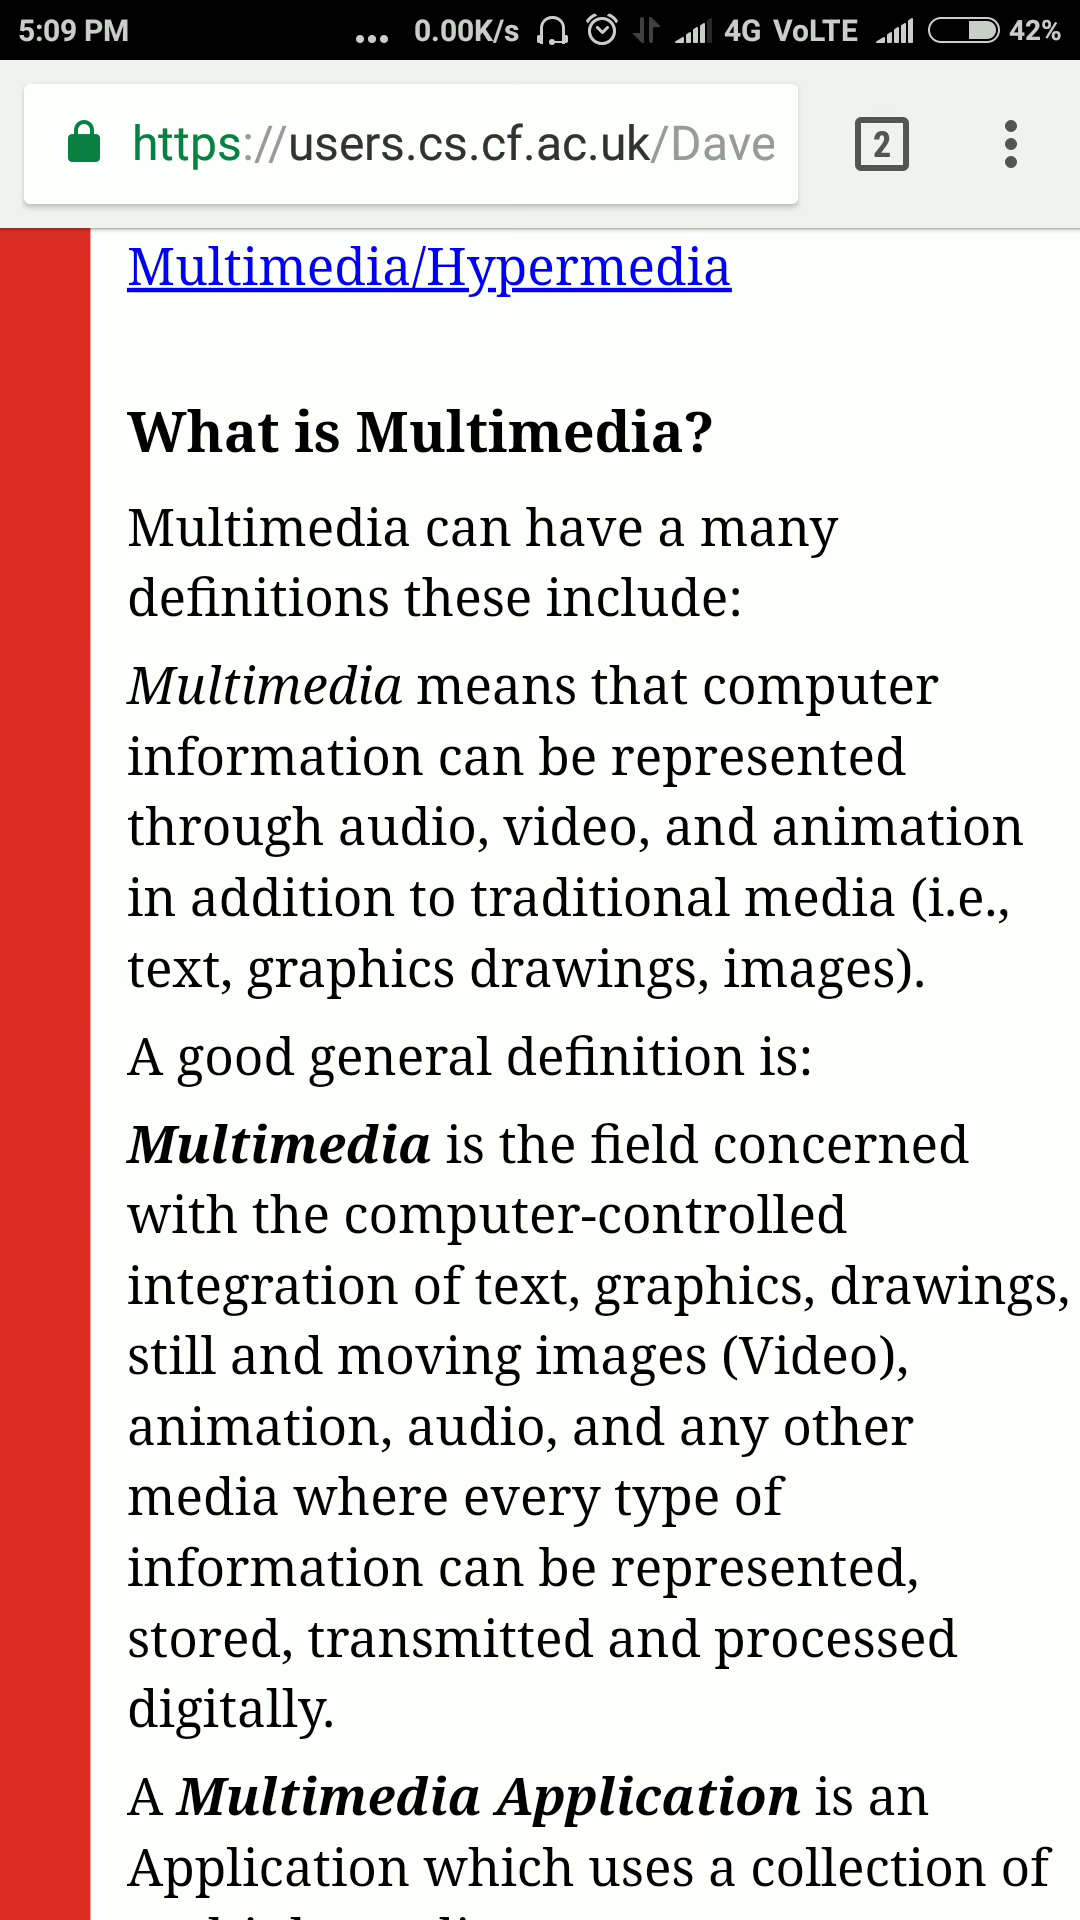 5:09 PM ... 0.00K/s 4G VoLTE 42%
https://users.cs.cf.ac.uk/Dave 2
Multimedia/Hypermedia
What is Multimedia?
Multimedia can have a many
definitions these include:
Multimedia means that computer
information can be represented
through audio, video, and animation
in addition to traditional media (i.e.,
text, graphics drawings, images).
A good general definition is:
Multimedia is the field concerned
with the computer-controlled
integration of text, graphics, drawings,
still and moving images (Video),
animation, audio, and any other
media where every type of
information can be represented,
stored, transmitted and processed
digitally.
A Multimedia Application is an
Application which uses a collection of